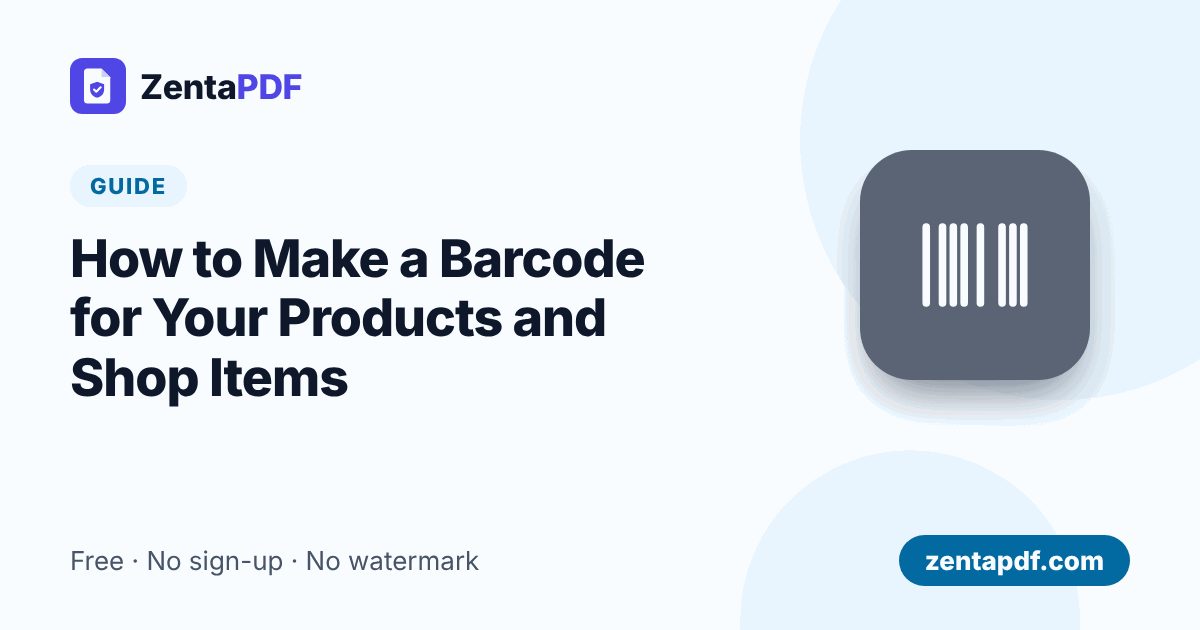 ZentaPDF
GUIDE
How to Make a Barcode
for Your Products and
Shop Items
Free · No sign-up · No watermark
zentapdf.com